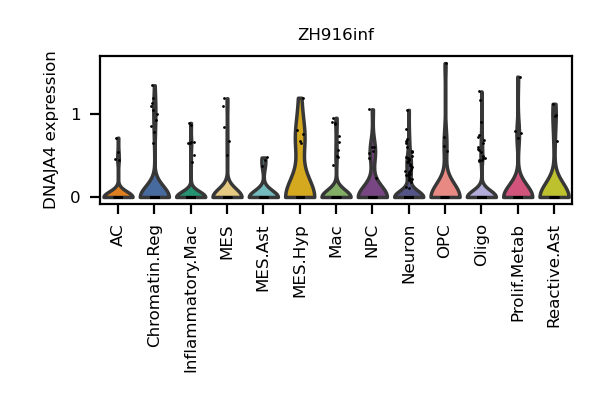 ZH916inf
DNAJA4 expression
1
0
AC
Chromatin.Reg
Inflammatory.Mac
MES
MES.Ast
MES.Hyp
Mac
NPC
Neuron
OPC
Oligo
Prolif.Metab
Reactive.Ast